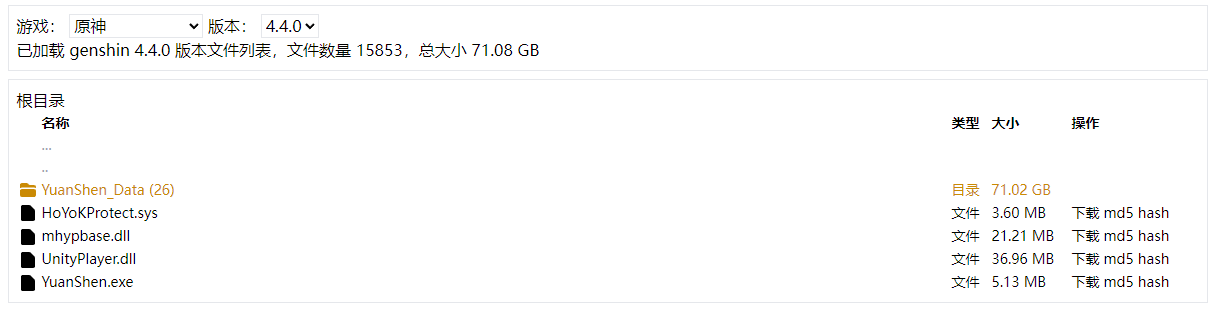 游戏： 原神 版本： 4.4.0
已加载 genshin 4.4.0 版本文件列表，文件数量 15853，总大小 71.08 GB
根目录
名称 类型 大小 操作
...
..
YuanShen_Data (26) 目录 71.02 GB
HoYoKProtect.sys 文件 3.60 MB 下载 md5 hash
mhypbase.dll 文件 21.21 MB 下载 md5 hash
UnityPlayer.dll 文件 36.96 MB 下载 md5 hash
YuanShen.exe 文件 5.13 MB 下载 md5 hash